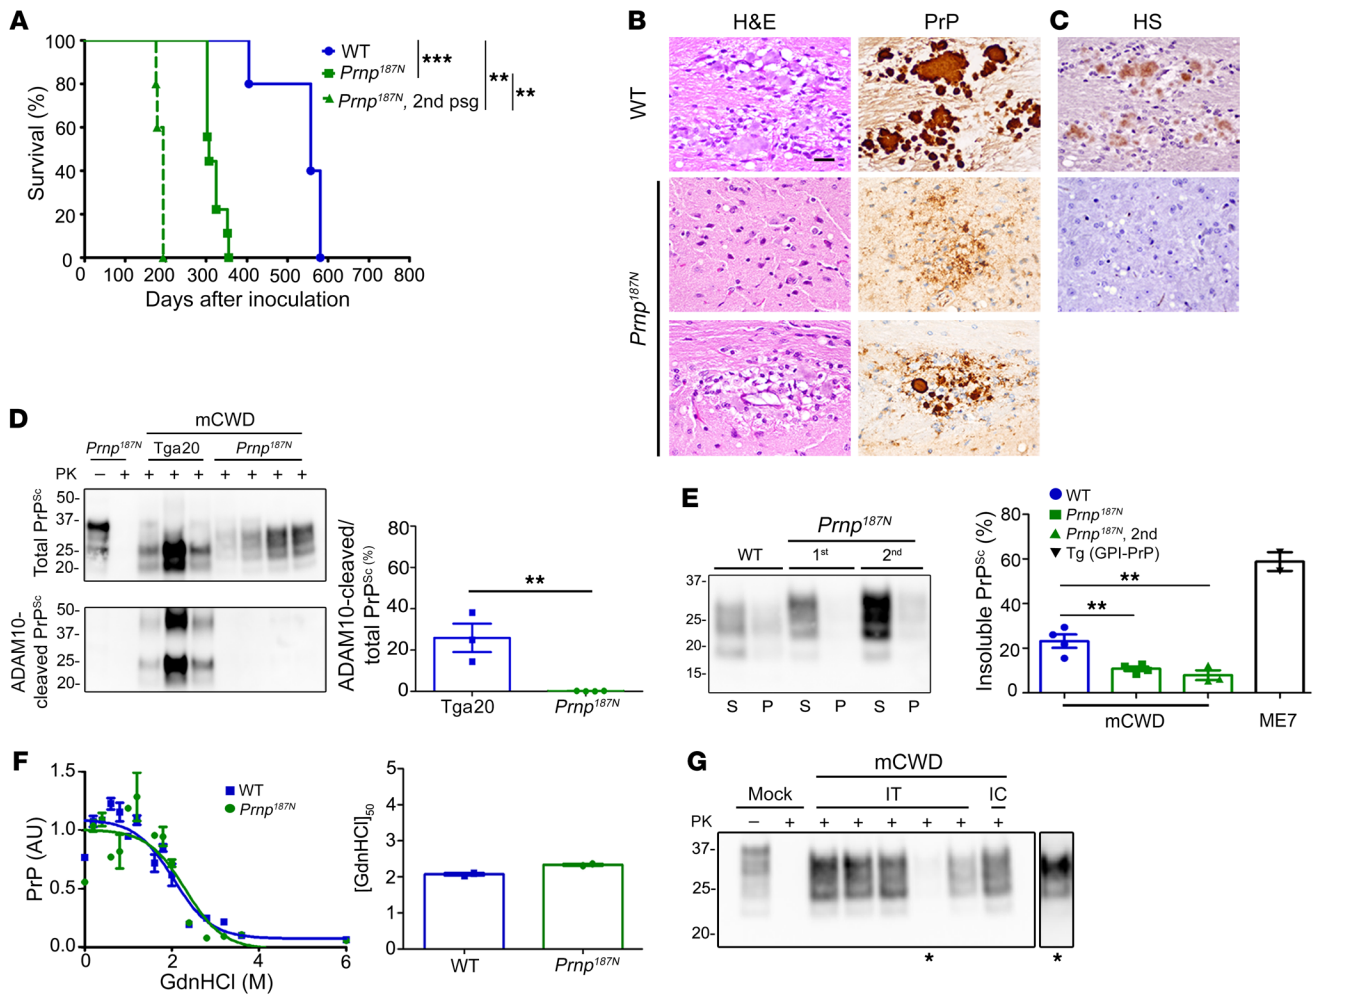 A
Survival (%)
100
80
60
40
20
0
0 100 200 300 400 500 600 700 800
Days after inoculation
WT
Prnp187N
Prnp187N, 2nd psg
***
**
**
B
H&E
PrP
WT
Prnp187N
C
HS
D
mCWD
Prnp187N
Tga20
Prnp187N
PK
− + + + + + + + +
Total PrPSc
50-
37-
25-
20-
ADAM10-
cleaved PrPSc
50-
37-
25-
20-
ADAM10-cleaved/
total PrPSc (%)
80
60
40
20
0
**
Tga20
Prnp187N
E
Prnp187N
WT
1st
2nd
37-
25-
20-
15-
S P S P S P
WT
Prnp187N
Prnp187N, 2nd
Tg (GPI-PrP)
Insoluble PrPSc (%)
80
60
40
20
0
**
**
mCWD
ME7
F
PrP (AU)
1.5
1.0
0.5
0.0
0 2 4 6
GdnHCl (M)
WT
Prnp187N
[GdnHCl]50
5
4
3
2
1
0
WT
Prnp187N
G
mCWD
Mock
IT
IC
PK
− + + + + + + +
37-
25-
20-
*
*